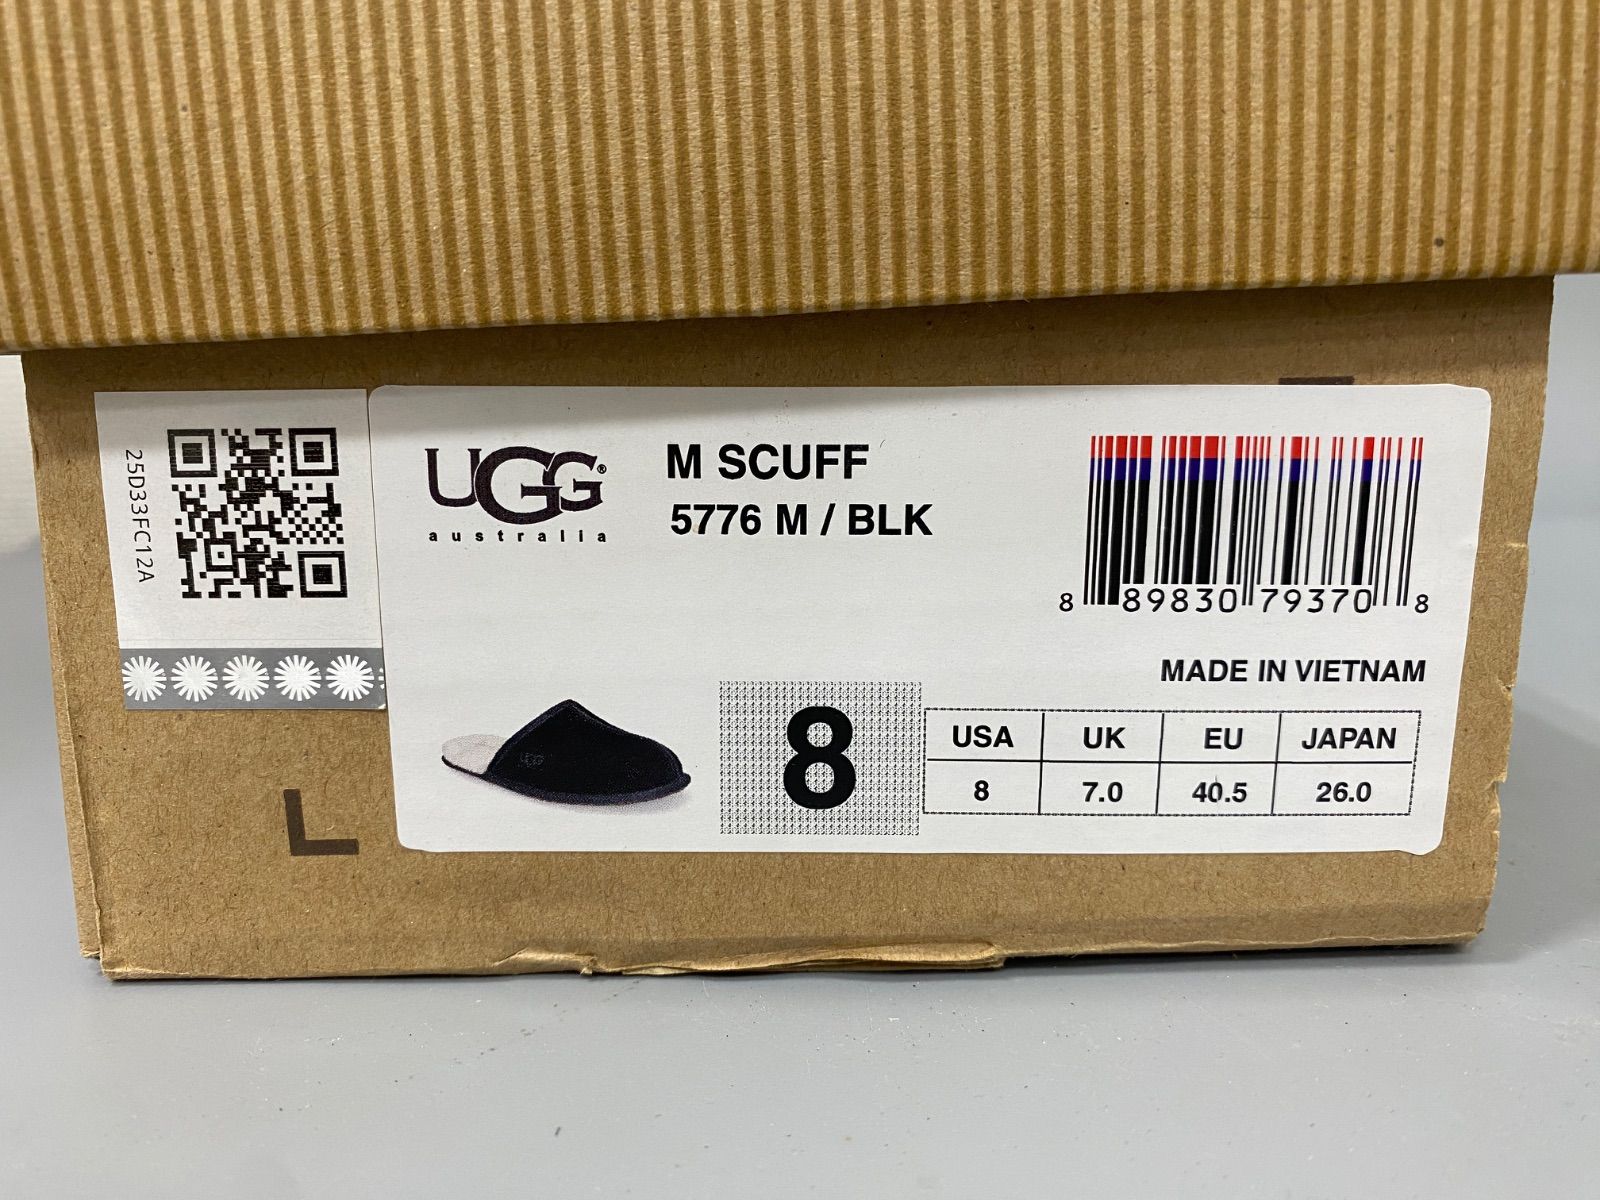 25D33FC12A
UGG®
australia
M SCUFF
5776 M / BLK
8 89830 79370 8
MADE IN VIETNAM
UGG
8
USA UK EU JAPAN
8 7.0 40.5 26.0
L